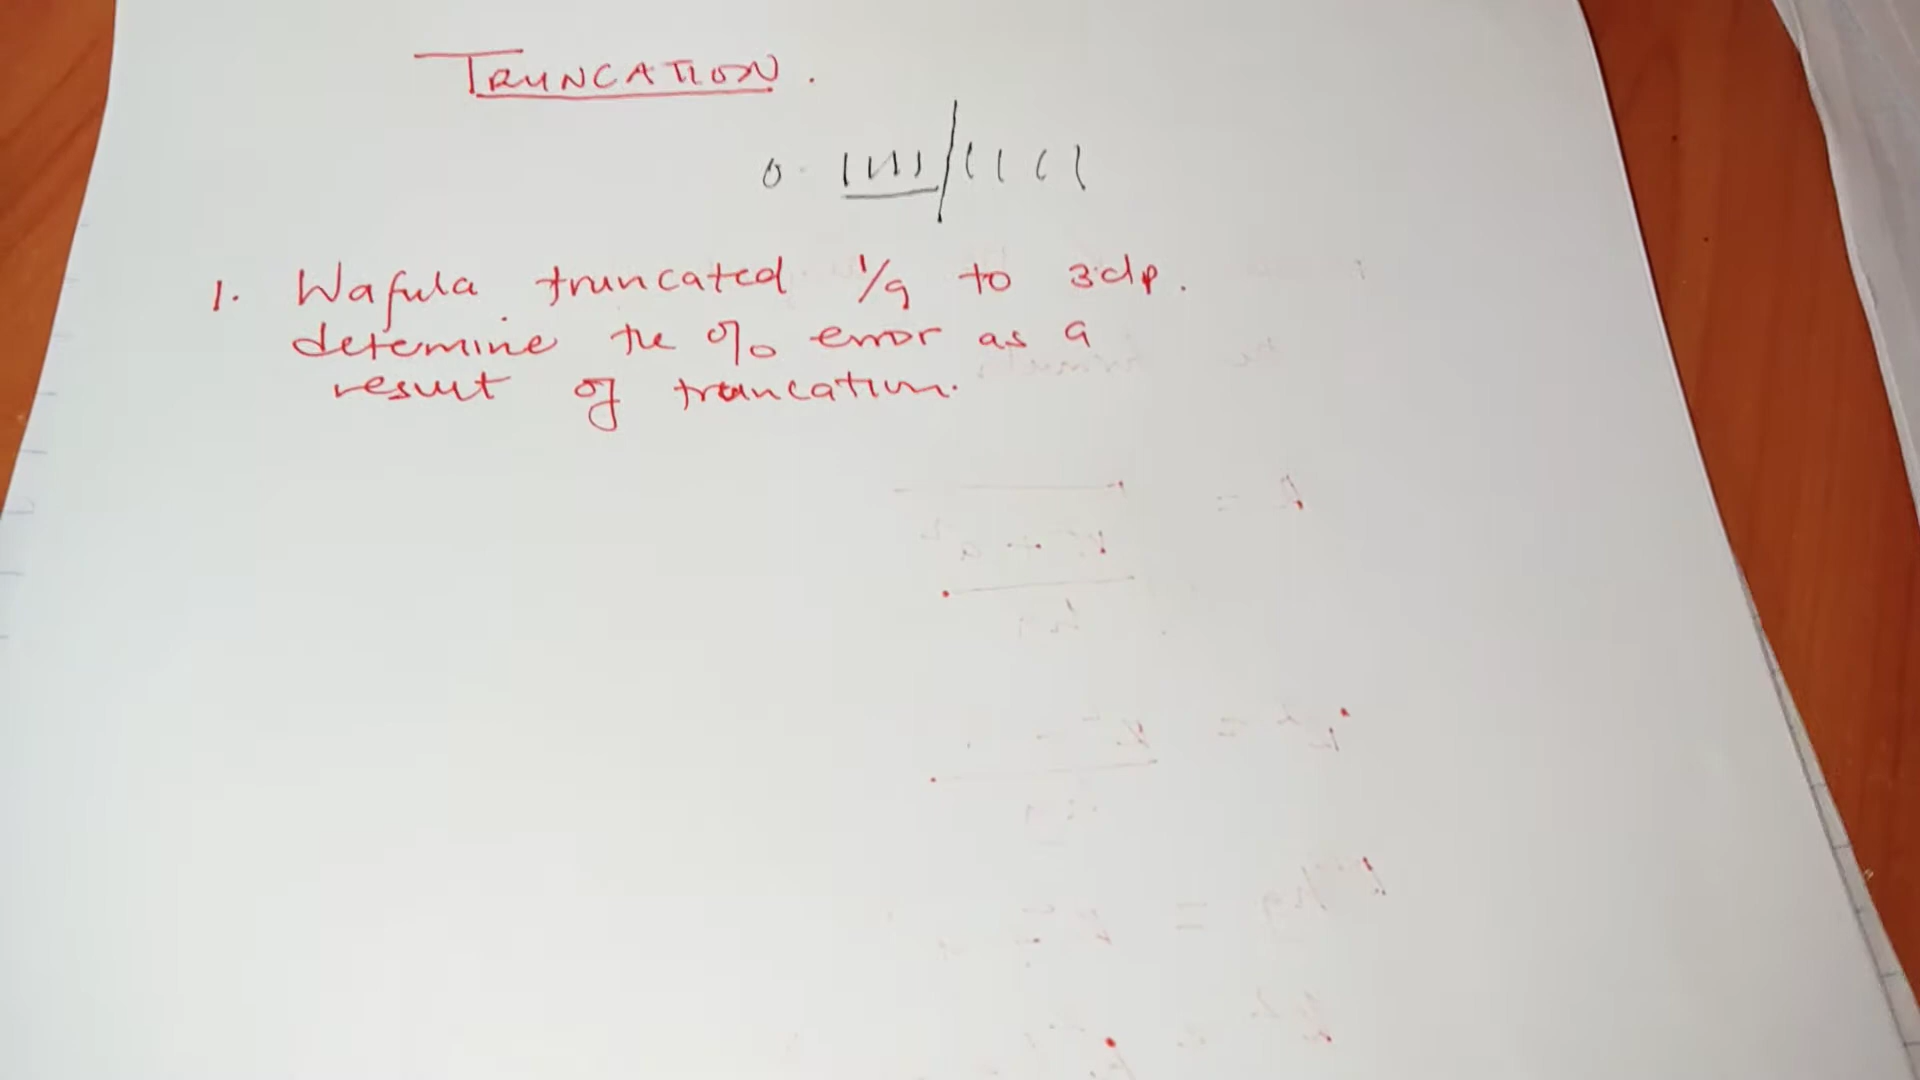 TRUNCATION.
0.1111/1111
1. Wafula truncated 1/9 to 3dp.
determine the % error as a
result of truncation.